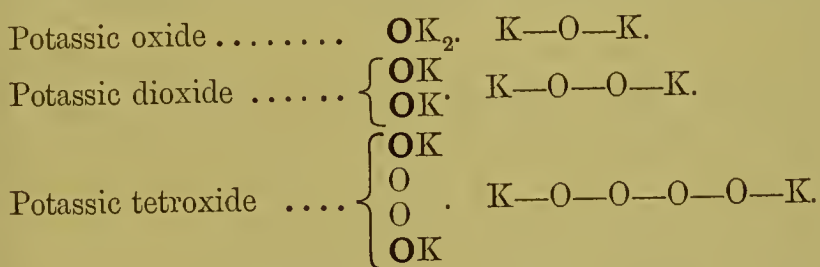 Potassic oxide ........ OK₂. K—O—K.
Potassic dioxide ...... { OK
OK. K—O—O—K.
Potassic tetroxide .... { OK
O
O
OK . K—O—O—O—O—K.